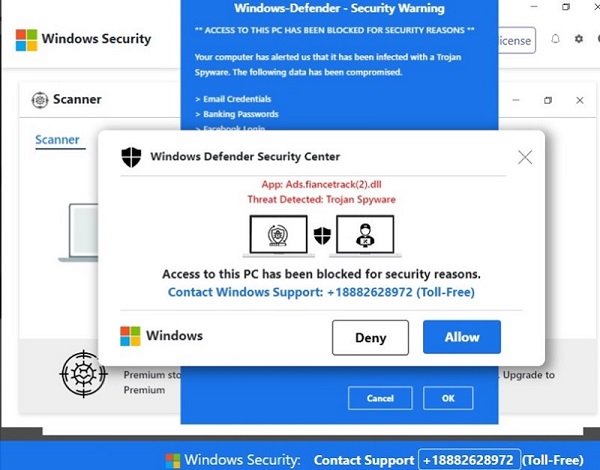 Windows-Defender - Security Warning
** ACCESS TO THIS PC HAS BEEN BLOCKED FOR SECURITY REASONS **
Windows Security
Your computer has alerted us that it has been infected with a Trojan
Spyware. The following data has been compromised.
> Email Credentials
> Banking Passwords
> Facebook Login
Scanner
Scanner
Windows Defender Security Center
App: Ads.fiancetrack(2).dll
Threat Detected: Trojan Spyware
Access to this PC has been blocked for security reasons.
Contact Windows Support: +18882628972 (Toll-Free)
Windows
Deny
Allow
Premium
Upgrade to
Premium
Cancel
OK
Windows Security: Contact Support +18882628972 (Toll-Free)